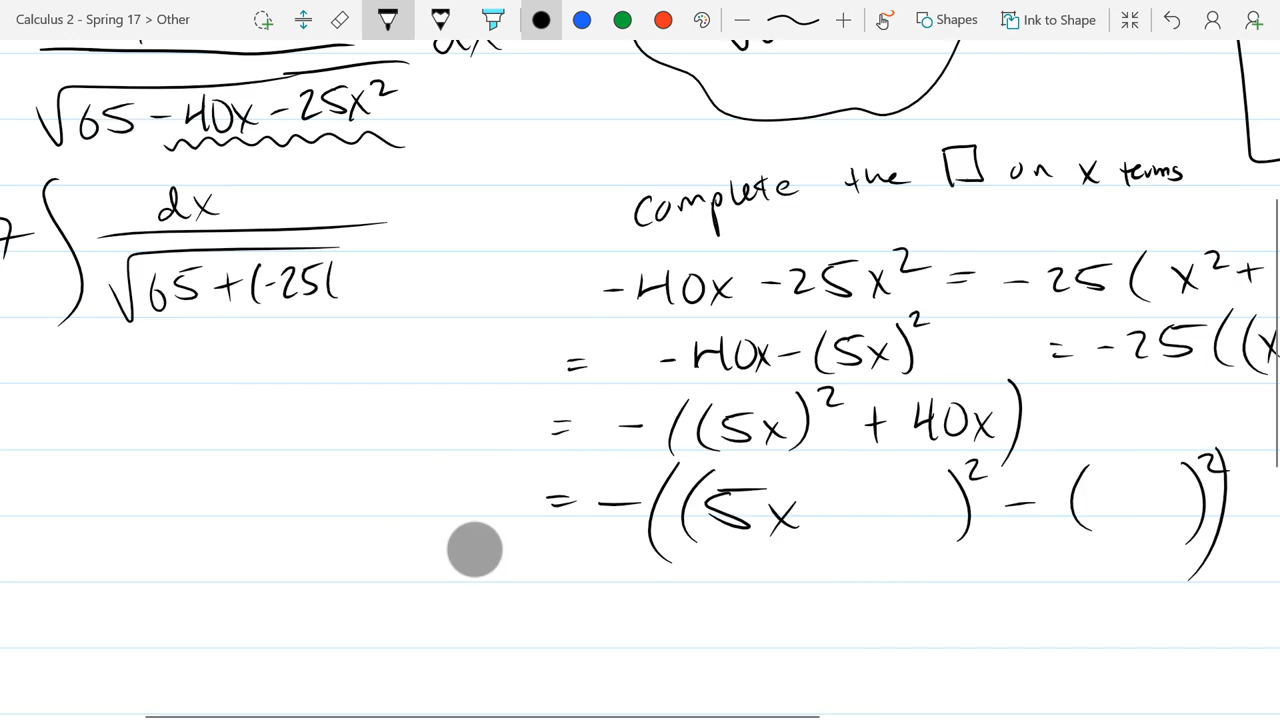 Calculus 2 - Spring 17 > Other
Shapes
Ink to Shape
dx
√65 - 40x - 25x²
complete the □ on x terms
7 ∫ dx
√65 + (-25(
-40x - 25x² = -25 ( x² +
= -40x - (5x)² = -25 ((x
= - ((5x)² + 40x)
= - ((5x )² - ( )²)